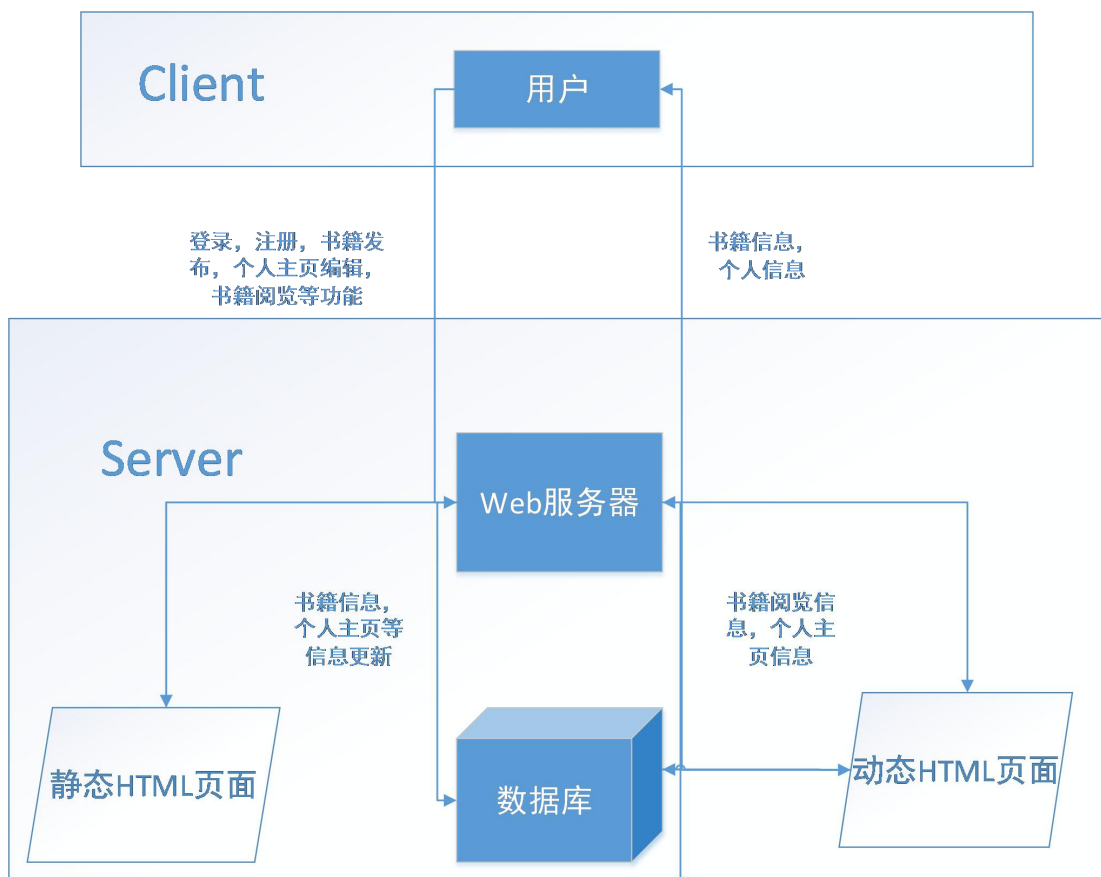 Client
用户
登录，注册，书籍发
布，个人主页编辑，
书籍阅览等功能
书籍信息，
个人信息
Server
Web服务器
书籍信息，
个人主页等
信息更新
书籍阅览信
息，个人主
页信息
静态HTML页面
数据库
动态HTML页面